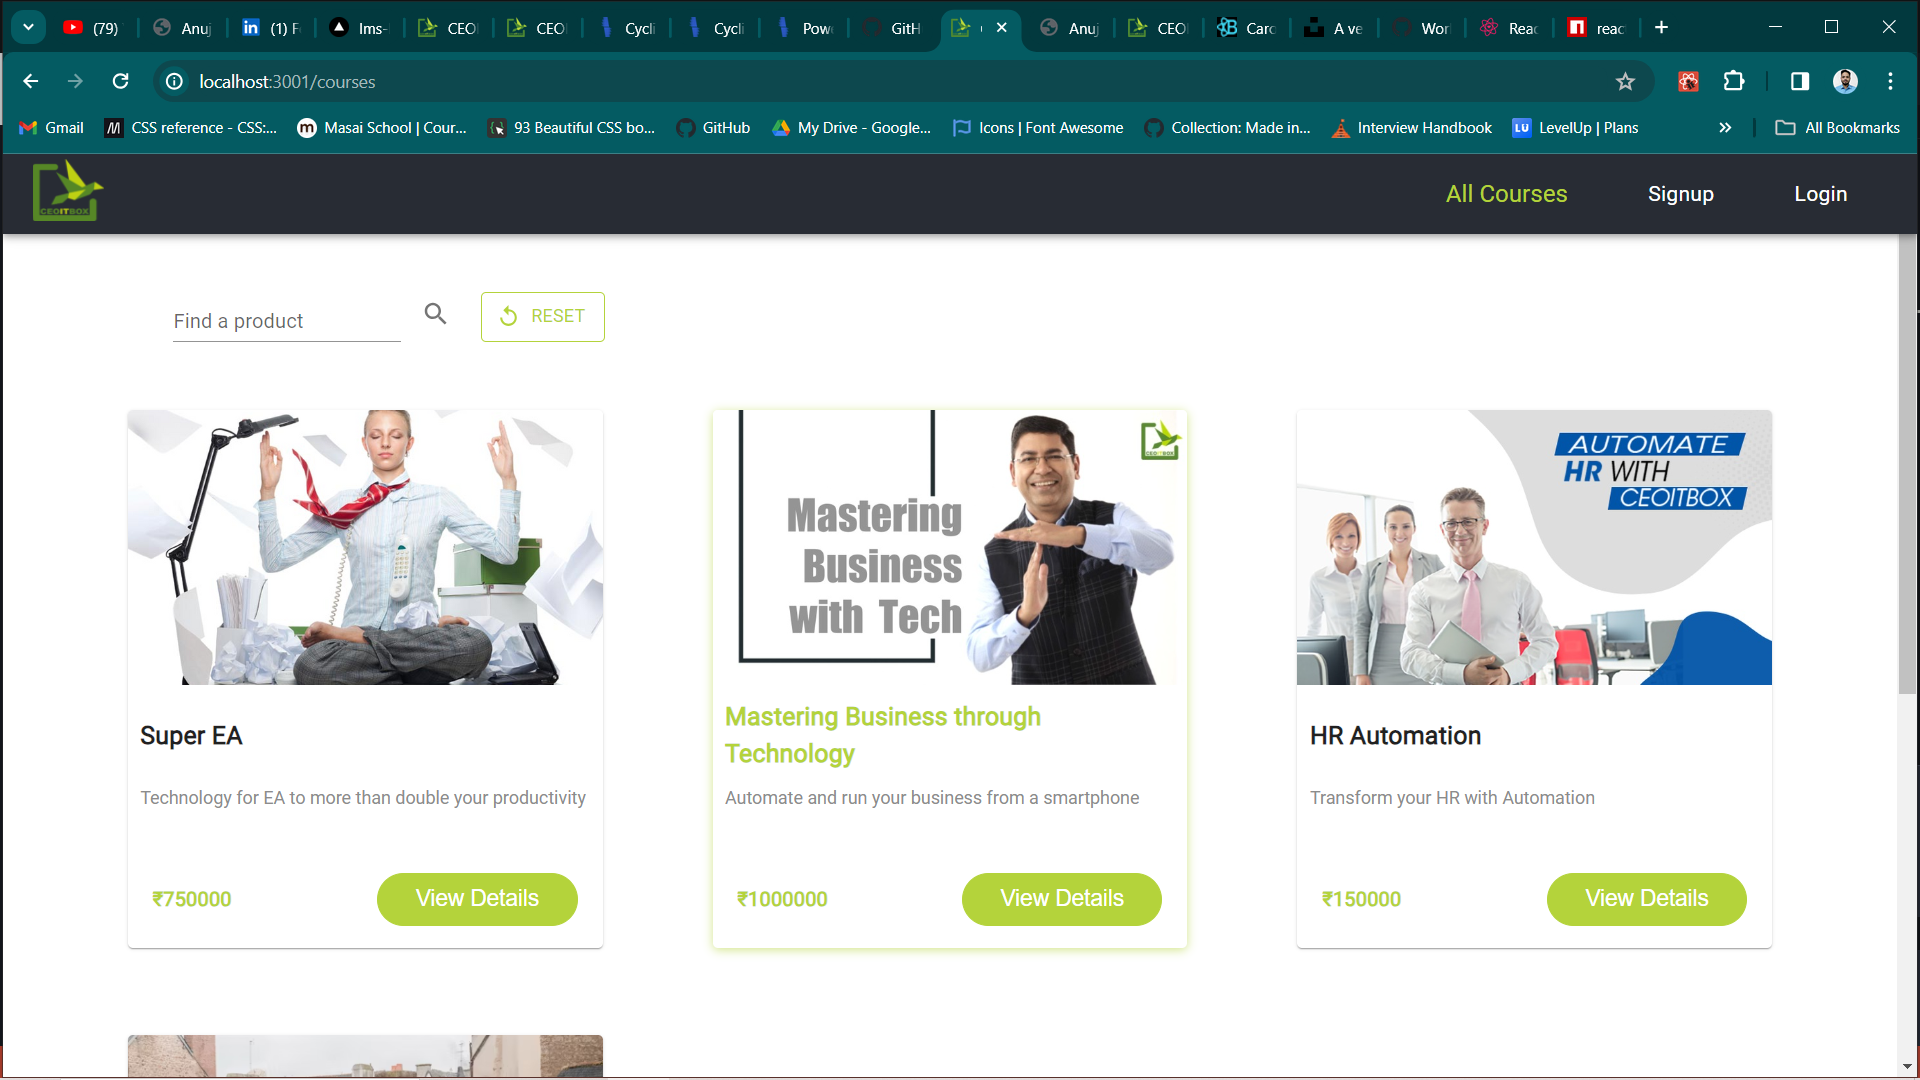 (79)
Anuj
(1) F
lms-
CEO
CEO
Cycli
Cycli
Pow
GitH
Anuj
CEO
Caro
A ve
Wor
Reac
reac
localhost:3001/courses
Gmail
CSS reference - CSS:...
Masai School | Cour...
93 Beautiful CSS bo...
GitHub
My Drive - Google...
Icons | Font Awesome
Collection: Made in...
Interview Handbook
LU
LevelUp | Plans
All Bookmarks
CEOITBOX
All Courses
Signup
Login
Find a product
RESET
Mastering
Business
with Tech
CEOITBOX
AUTOMATE
HR WITH
CEOITBOX
Super EA
Technology for EA to more than double your productivity
₹750000
View Details
Mastering Business through
Technology
Automate and run your business from a smartphone
₹1000000
View Details
HR Automation
Transform your HR with Automation
₹150000
View Details